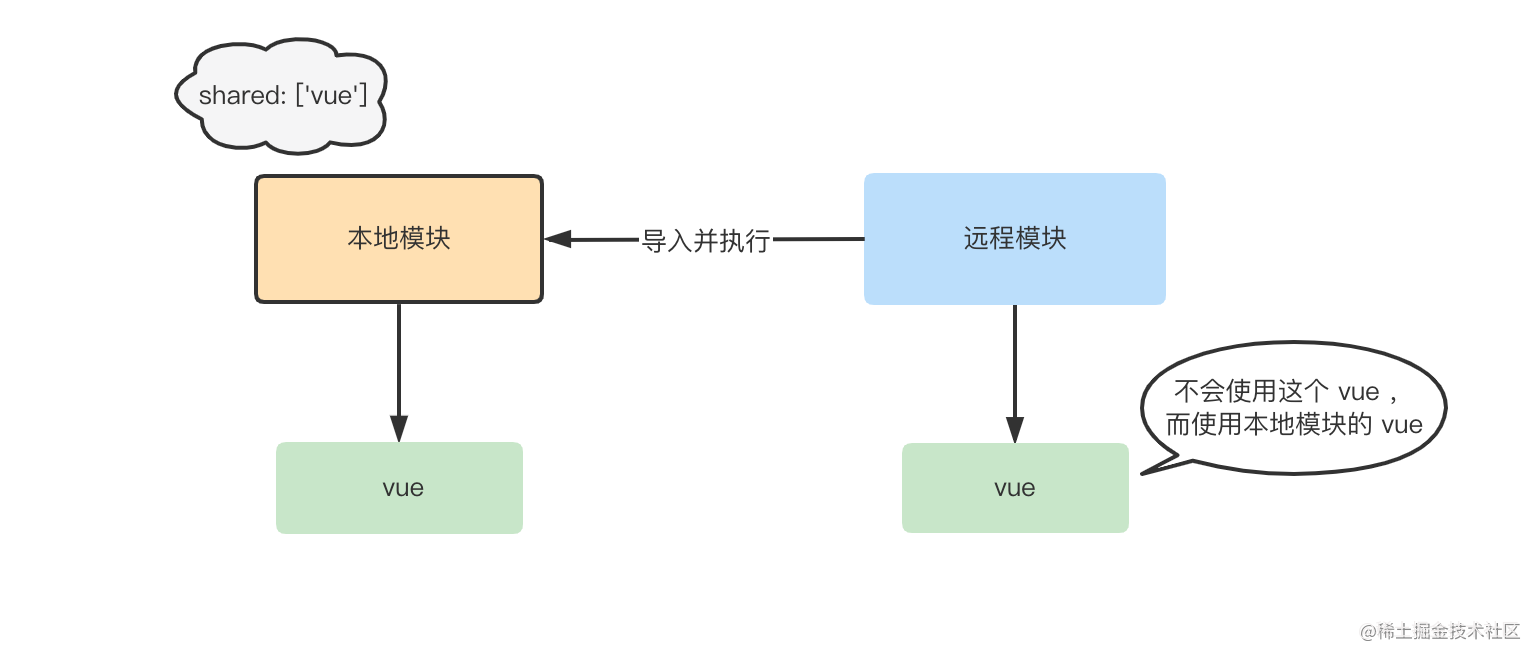 shared: ['vue']
本地模块
导入并执行
远程模块
不会使用这个 vue ，
而使用本地模块的 vue
vue
vue
@稀土掘金技术社区